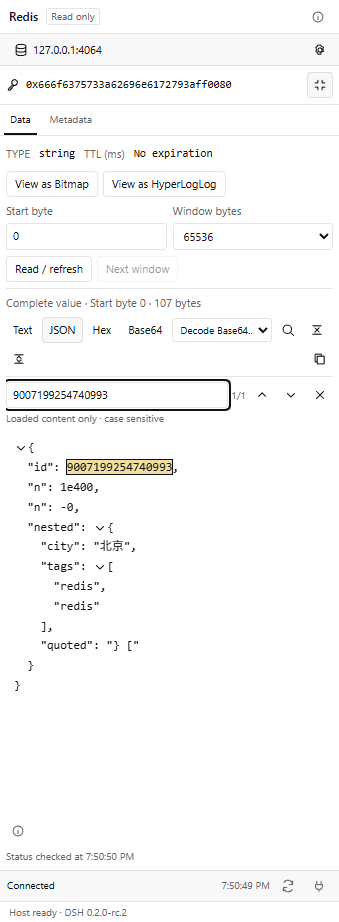 Redis Read only
127.0.0.1:4064
0x666f6375733a62696e6172793aff0080
Data Metadata
TYPE string TTL (ms) No expiration
View as Bitmap View as HyperLogLog
Start byte Window bytes
0 65536
Read / refresh Next window
Complete value · Start byte 0 · 107 bytes
Text JSON Hex Base64 Decode Base64..
9007199254740993 1/1
Loaded content only · case sensitive
{
"id": 9007199254740993,
"n": 1e400,
"n": -0,
"nested": {
"city": "北京",
"tags": [
"redis",
"redis"
],
"quoted": "} ["
}
}
Status checked at 7:50:50 PM
Connected 7:50:49 PM
Host ready · DSH 0.2.0-rc.2